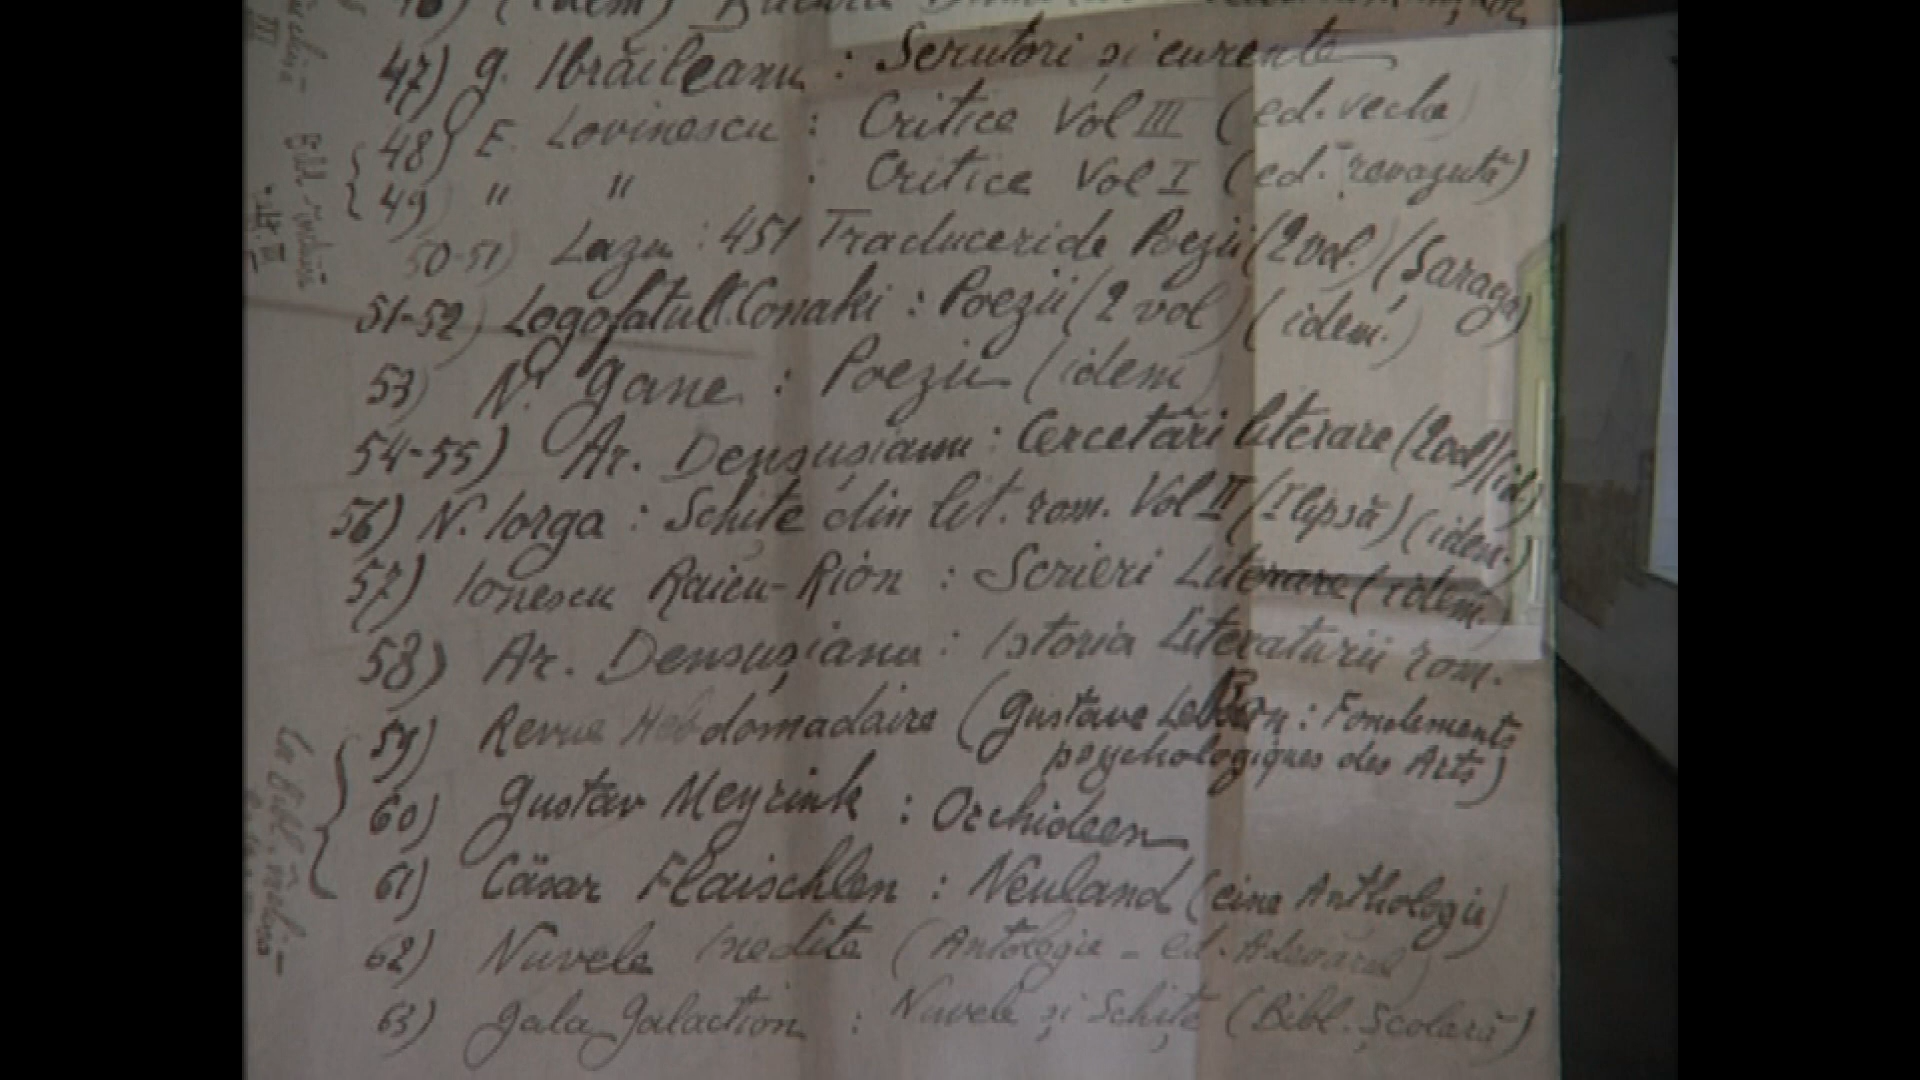 46) (idem)
47) G. Ibrăileanu : Scriitori și curente
48) E. Lovinescu : Critice Vol III (ed. veche)
49) " " : Critice Vol I (ed. revăzută)
50-51) Lazu : 451 Traduceri de Poezii (2 vol.) (Șaraga)
51-52) Logofătul Conaki : Poezii (2 vol) (idem.)
53) N. Gane : Poezii (idem)
54-55) Ar. Densușianu : Cercetări literare (2 vol) (id)
56) N. Iorga : Schițe din lit. rom. Vol II (I lipsă) (idem.)
57) Ionescu Raicu-Rion : Scrieri Literare (idem.)
58) Ar. Densușianu : Istoria Literaturii rom.
59) Revue Hebdomadaire (Gustave LeBon : Fondements
psychologiques des Arts)
60) Gustav Meyrink : Orchideen
61) Cäsar Flaischlen : Neuland (eine Anthologie)
62) Nuvele Inedite (Antologie - ed. Adevărul)
63) Gala Galaction : Nuvele și Schițe (Bibl. Școlară)